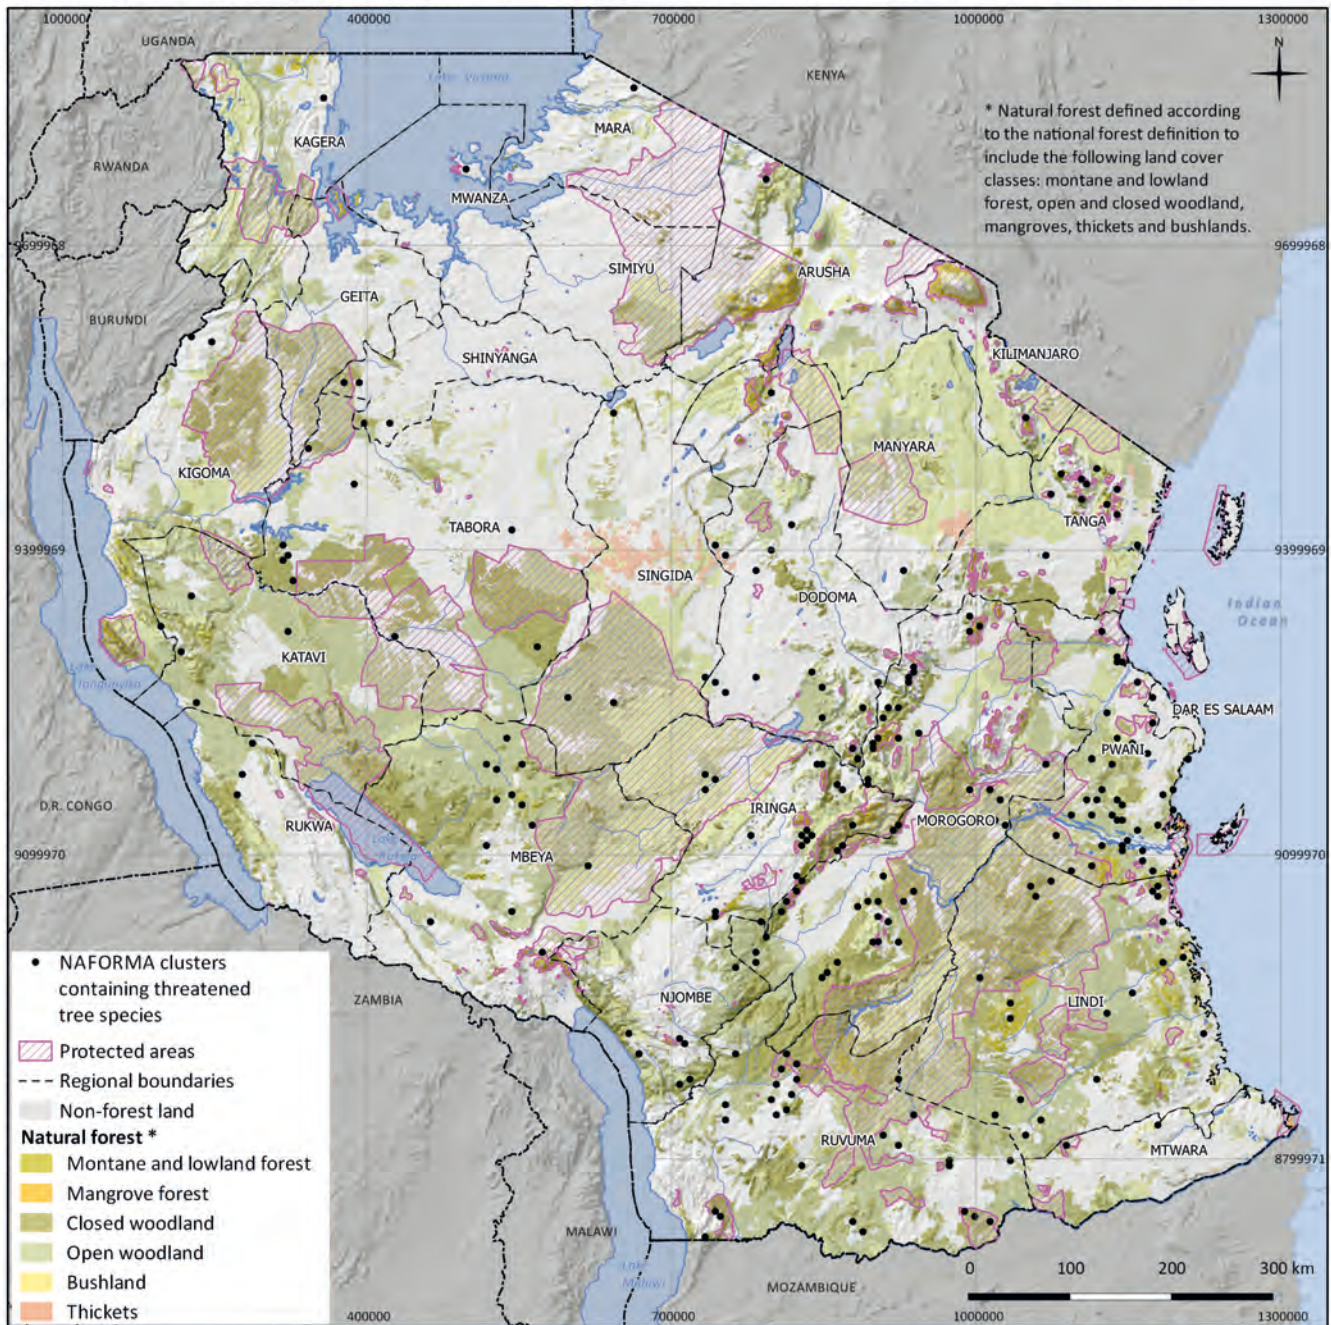 100000
400000
700000
1000000
1300000
UGANDA
Lake Victoria
KENYA
N
* Natural forest defined according
to the national forest definition to
include the following land cover
classes: montane and lowland
forest, open and closed woodland,
mangroves, thickets and bushlands.
MARA
KAGERA
RWANDA
MWANZA
9699968
9699968
SIMIYU
ARUSHA
GEITA
BURUNDI
SHINYANGA
KILIMANJARO
MANYARA
KIGOMA
TABORA
TANGA
9399969
9399969
SINGIDA
DODOMA
Indian
Ocean
KATAVI
Lake
Tanganyika
DAR ES SALAAM
PWANI
D.R. CONGO
IRINGA
RUKWA
MOROGORO
Lake
Rukwa
MBEYA
9099970
9099970
NAFORMA clusters
containing threatened
tree species
ZAMBIA
NJOMBE
LINDI
Protected areas
Regional boundaries
Non-forest land
Natural forest *
Montane and lowland forest
Mangrove forest
Closed woodland
Open woodland
Bushland
Thickets
RUVUMA
MTWARA
8799971
MALAWI
Lake
Malawi
MOZAMBIQUE
0
100
200
300 km
400000
700000
1000000
1300000